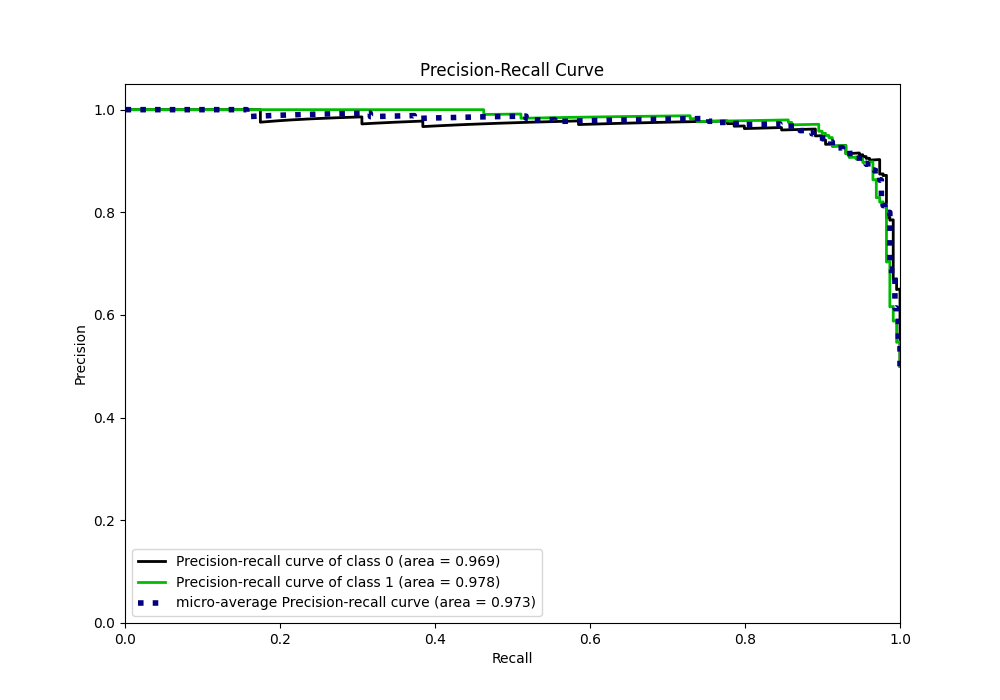 Precision-Recall Curve
1.0
0.8
0.6
0.4
0.2
0.0
Precision
Precision-recall curve of class 0 (area = 0.969)
Precision-recall curve of class 1 (area = 0.978)
micro-average Precision-recall curve (area = 0.973)
0.0 0.2 0.4 0.6 0.8 1.0
Recall